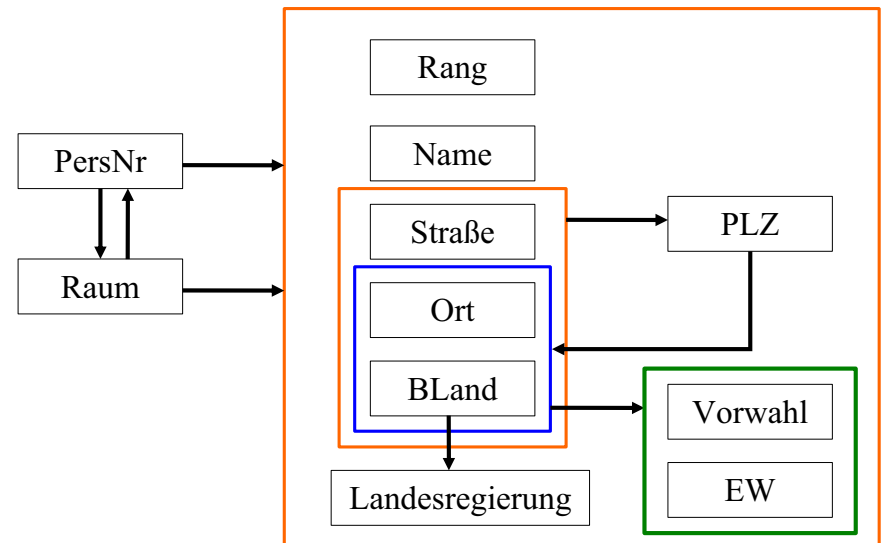 Rang
PersNr
Name
Straße
PLZ
Raum
Ort
BLand
Vorwahl
Landesregierung
EW